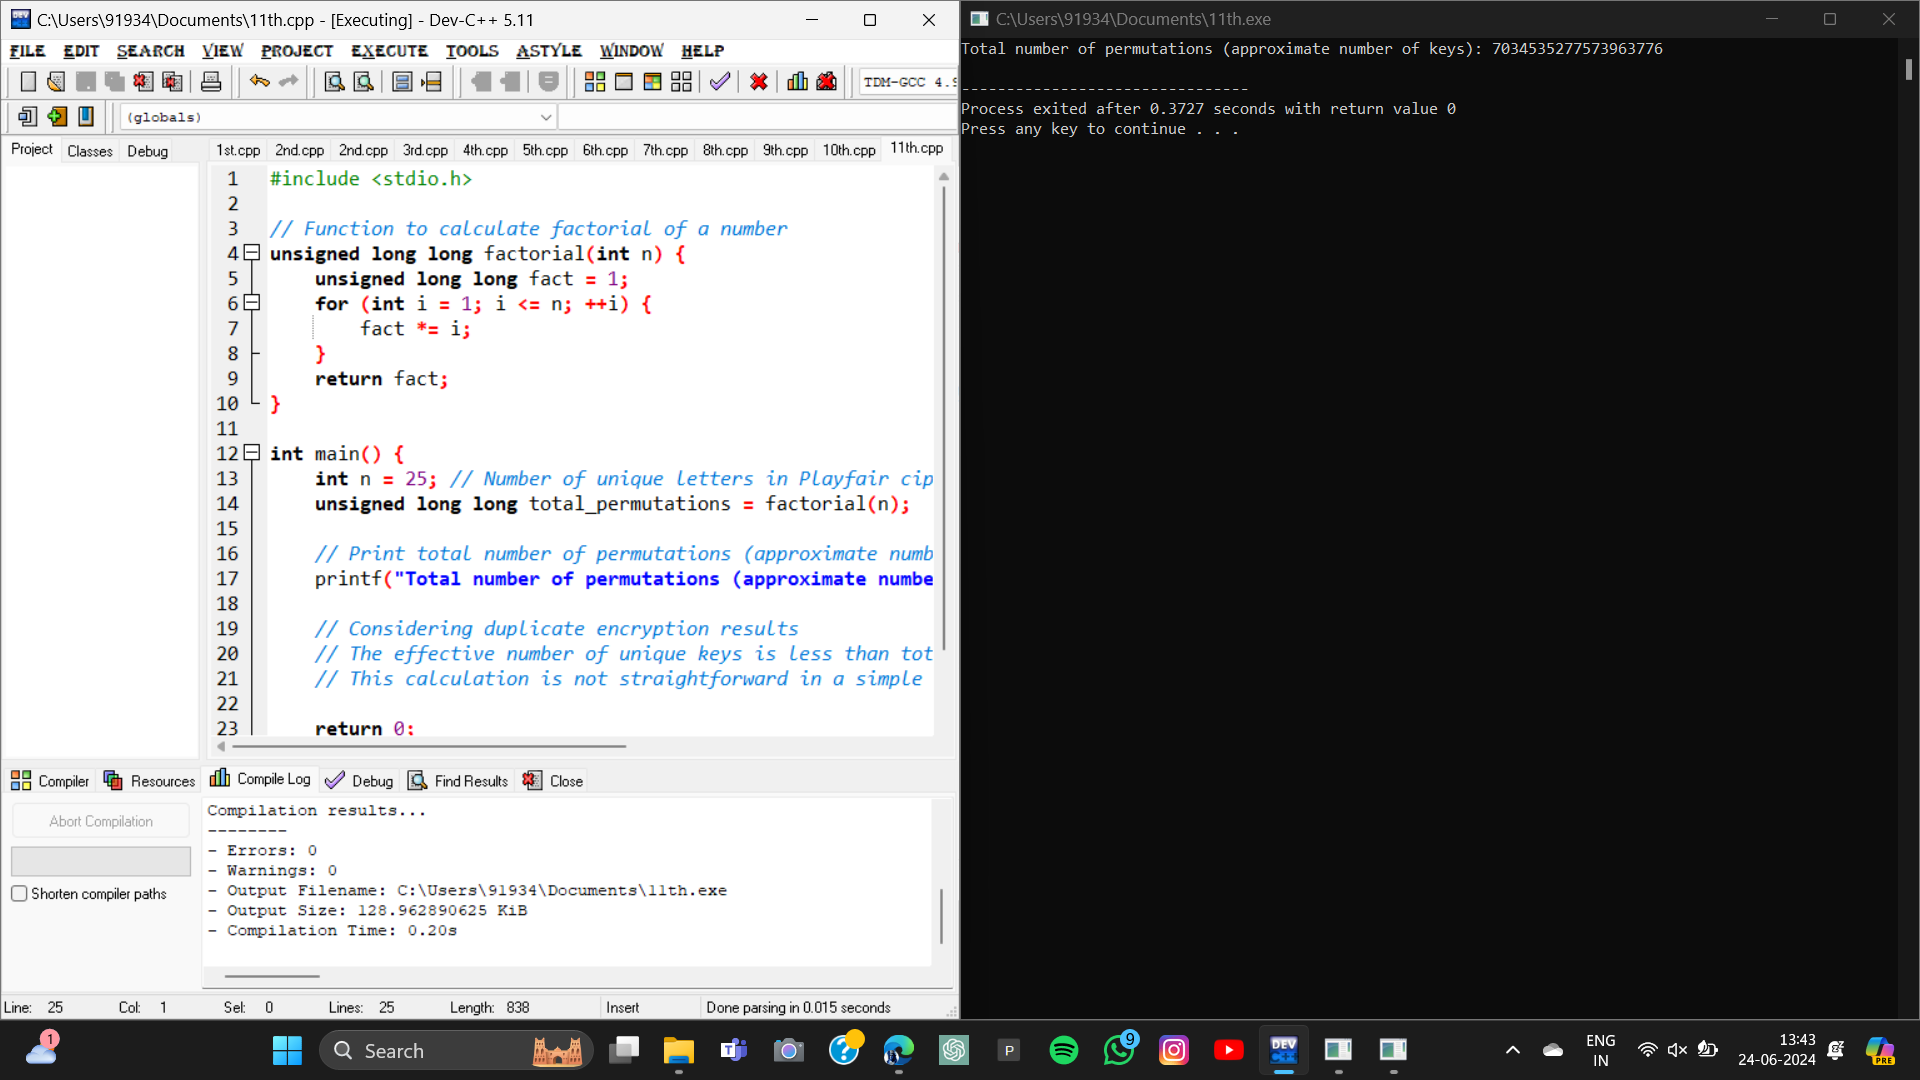 C:\Users\91934\Documents\11th.cpp - [Executing] - Dev-C++ 5.11
FILE EDIT SEARCH VIEW PROJECT EXECUTE TOOLS ASTYLE WINDOW HELP
TDM-GCC 4.9
(globals)
Project Classes Debug
1st.cpp 2nd.cpp 2nd.cpp 3rd.cpp 4th.cpp 5th.cpp 6th.cpp 7th.cpp 8th.cpp 9th.cpp 10th.cpp 11th.cpp
1 #include <stdio.h>
2
3 // Function to calculate factorial of a number
4 unsigned long long factorial(int n) {
5 unsigned long long fact = 1;
6 for (int i = 1; i <= n; ++i) {
7 fact *= i;
8 }
9 return fact;
10 }
11
12 int main() {
13 int n = 25; // Number of unique letters in Playfair cip
14 unsigned long long total_permutations = factorial(n);
15
16 // Print total number of permutations (approximate numb
17 printf("Total number of permutations (approximate numbe
18
19 // Considering duplicate encryption results
20 // The effective number of unique keys is less than tot
21 // This calculation is not straightforward in a simple
22
23 return 0;
Compiler Resources Compile Log Debug Find Results Close
Abort Compilation
Shorten compiler paths
Compilation results...
--------
- Errors: 0
- Warnings: 0
- Output Filename: C:\Users\91934\Documents\11th.exe
- Output Size: 128.962890625 KiB
- Compilation Time: 0.20s
Line: 25 Col: 1 Sel: 0 Lines: 25 Length: 838 Insert Done parsing in 0.015 seconds
C:\Users\91934\Documents\11th.exe
Total number of permutations (approximate number of keys): 7034535277573963776
--------------------------------
Process exited after 0.3727 seconds with return value 0
Press any key to continue . . .
1
Search
P
9
DEV
ENG
IN
13:43
24-06-2024
PRE